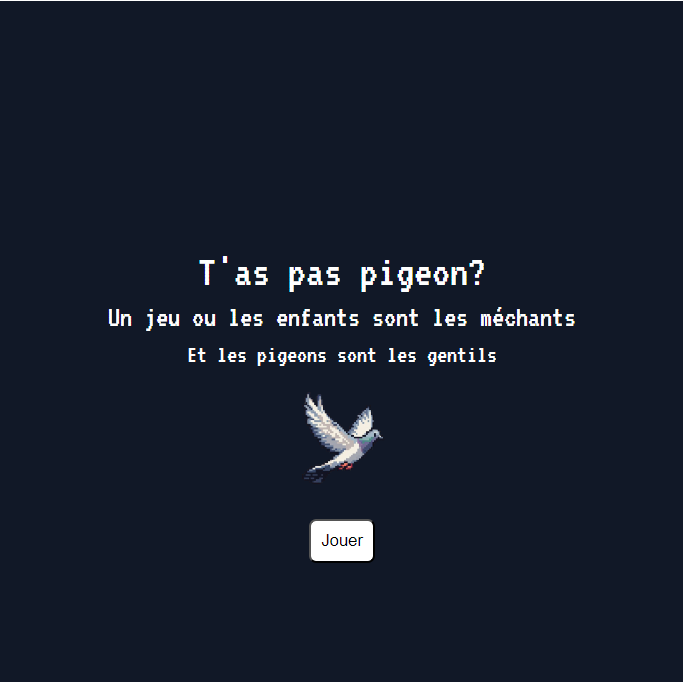 T'as pas pigeon?
Un jeu ou les enfants sont les méchants
Et les pigeons sont les gentils
Jouer